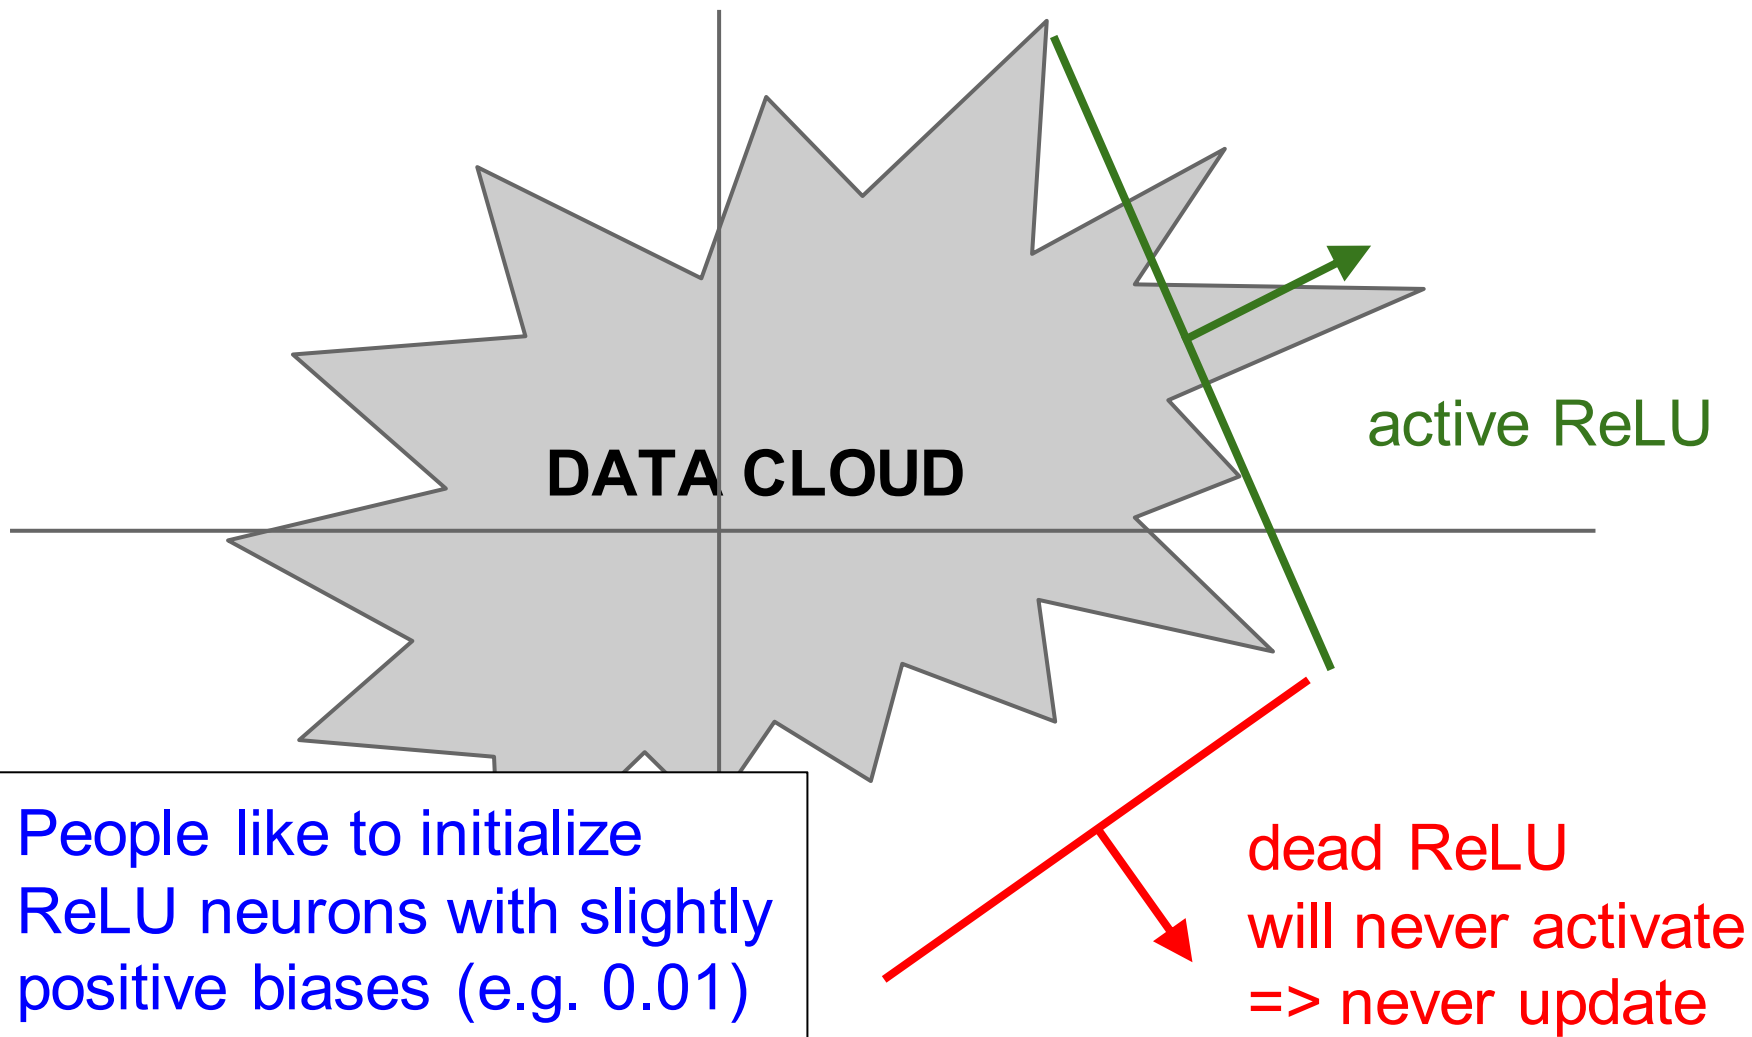 active ReLU
DATA CLOUD
People like to initialize
ReLU neurons with slightly
positive biases (e.g. 0.01)
dead ReLU
will never activate
=> never update